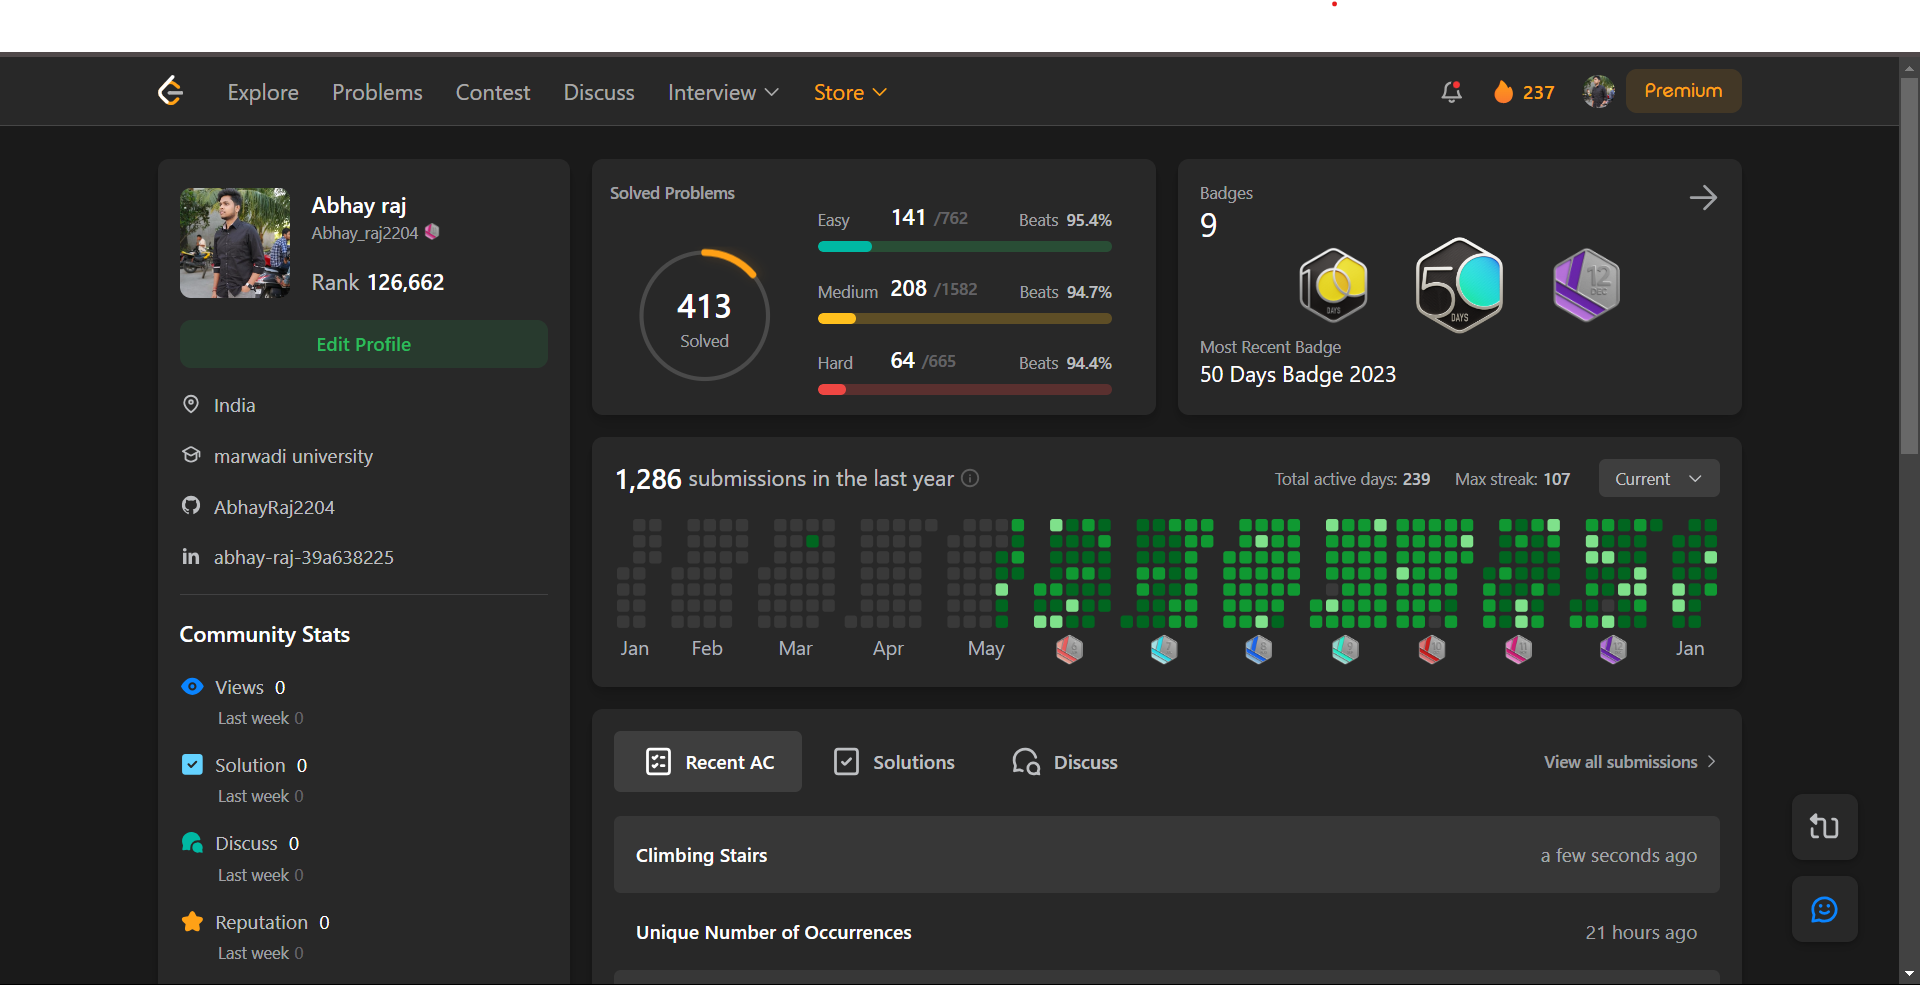 Explore Problems Contest Discuss Interview Store 237 Premium
Abhay raj
Abhay_raj2204
Rank 126,662
Edit Profile
India
marwadi university
AbhayRaj2204
abhay-raj-39a638225
Community Stats
Views 0
Last week 0
Solution 0
Last week 0
Discuss 0
Last week 0
Reputation 0
Last week 0
Solved Problems
413
Solved
Easy 141 /762 Beats 95.4%
Medium 208 /1582 Beats 94.7%
Hard 64 /665 Beats 94.4%
Badges
9
100 DAYS
50 DAYS
12 DEC
Most Recent Badge
50 Days Badge 2023
1,286 submissions in the last year Total active days: 239 Max streak: 107 Current
Jan Feb Mar Apr May Jan
Recent AC Solutions Discuss View all submissions
Climbing Stairs a few seconds ago
Unique Number of Occurrences 21 hours ago